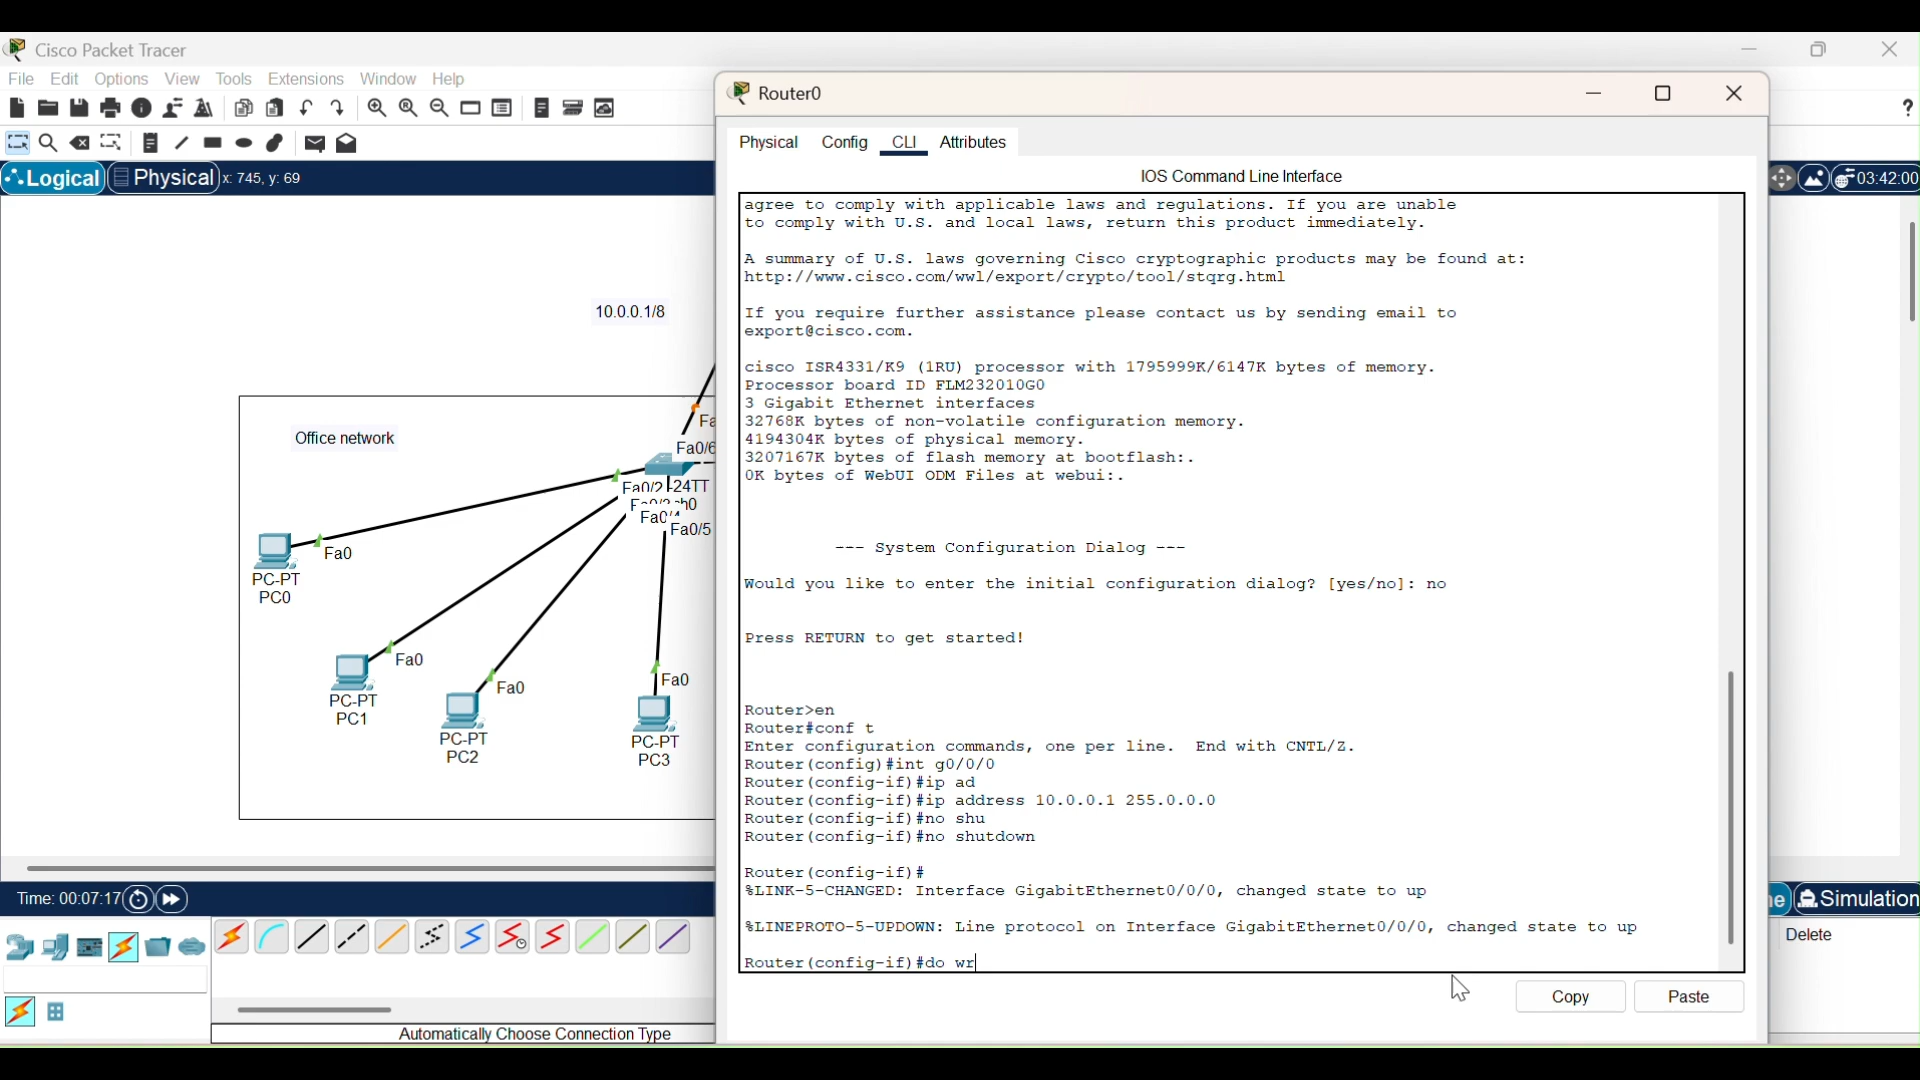 Cisco Packet Tracer
File Edit Options View Tools Extensions Window Help
?
Logical Physical x: 745, y: 69
03:42:00
10.0.0.1/8
Office network
Fa0/6
-24TT
Fa0/5
Fa0
PC-PT
PC0
Fa0
PC-PT
PC1
Fa0
PC-PT
PC2
Fa0
PC-PT
PC3
Time: 00:07:17
Automatically Choose Connection Type
Router0
Physical Config CLI Attributes
IOS Command Line Interface
agree to comply with applicable laws and regulations. If you are unable
to comply with U.S. and local laws, return this product immediately.
A summary of U.S. laws governing Cisco cryptographic products may be found at:
http://www.cisco.com/wwl/export/crypto/tool/stqrg.html
If you require further assistance please contact us by sending email to
export@cisco.com.
cisco ISR4331/K9 (1RU) processor with 1795999K/6147K bytes of memory.
Processor board ID FLM232010G0
3 Gigabit Ethernet interfaces
32768K bytes of non-volatile configuration memory.
4194304K bytes of physical memory.
3207167K bytes of flash memory at bootflash:.
0K bytes of WebUI ODM Files at webui:.
--- System Configuration Dialog ---
Would you like to enter the initial configuration dialog? [yes/no]: no
Press RETURN to get started!
Router>en
Router#conf t
Enter configuration commands, one per line. End with CNTL/Z.
Router(config)#int g0/0/0
Router(config-if)#ip ad
Router(config-if)#ip address 10.0.0.1 255.0.0.0
Router(config-if)#no shu
Router(config-if)#no shutdown
Router(config-if)#
%LINK-5-CHANGED: Interface GigabitEthernet0/0/0, changed state to up
%LINEPROTO-5-UPDOWN: Line protocol on Interface GigabitEthernet0/0/0, changed state to up
Router(config-if)#do wr
Copy Paste
Simulation
Delete